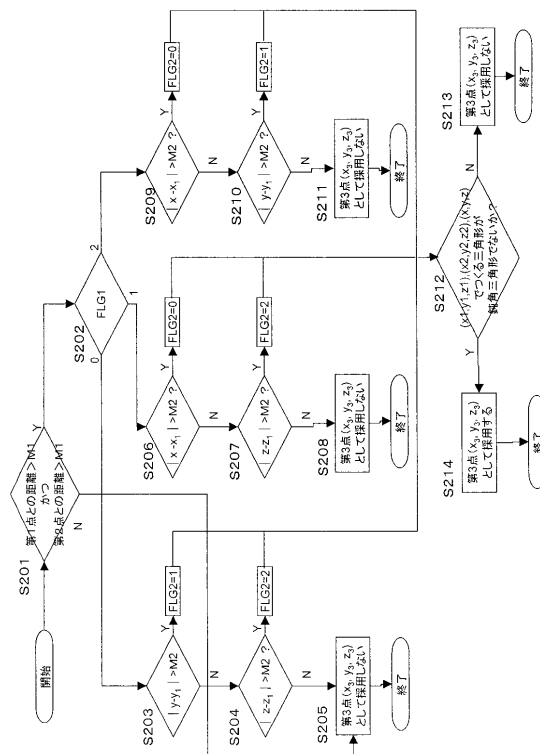 開始
S201
第1点との距離＞M1
かつ
第2点との距離＞M1
Y
N
S202
FLG1
0
1
2
S203
| y-y₁ | >M2
Y
FLG2=1
N
S204
| z-z₁ | >M2 ?
Y
FLG2=2
N
S205
第3点(x₃, y₃, z₃)
として採用しない
終了
S206
| x-x₁ | >M2 ?
Y
FLG2=0
N
S207
| z-z₁ | >M2 ?
Y
FLG2=2
N
S208
第3点(x₃, y₃, z₃)
として採用しない
終了
S209
| x-x₁ | >M2 ?
Y
FLG2=0
N
S210
| y-y₁ | >M2 ?
Y
FLG2=1
N
S211
第3点(x₃, y₃, z₃)
として採用しない
終了
S212
(x1,y1,z1),(x2,y2,z2),(x,y,z)
でつくる三角形が
鈍角三角形でないか?
Y
N
S213
第3点(x₃, y₃, z₃)
として採用しない
終了
S214
第3点(x₃, y₃, z₃)
として採用する
終了